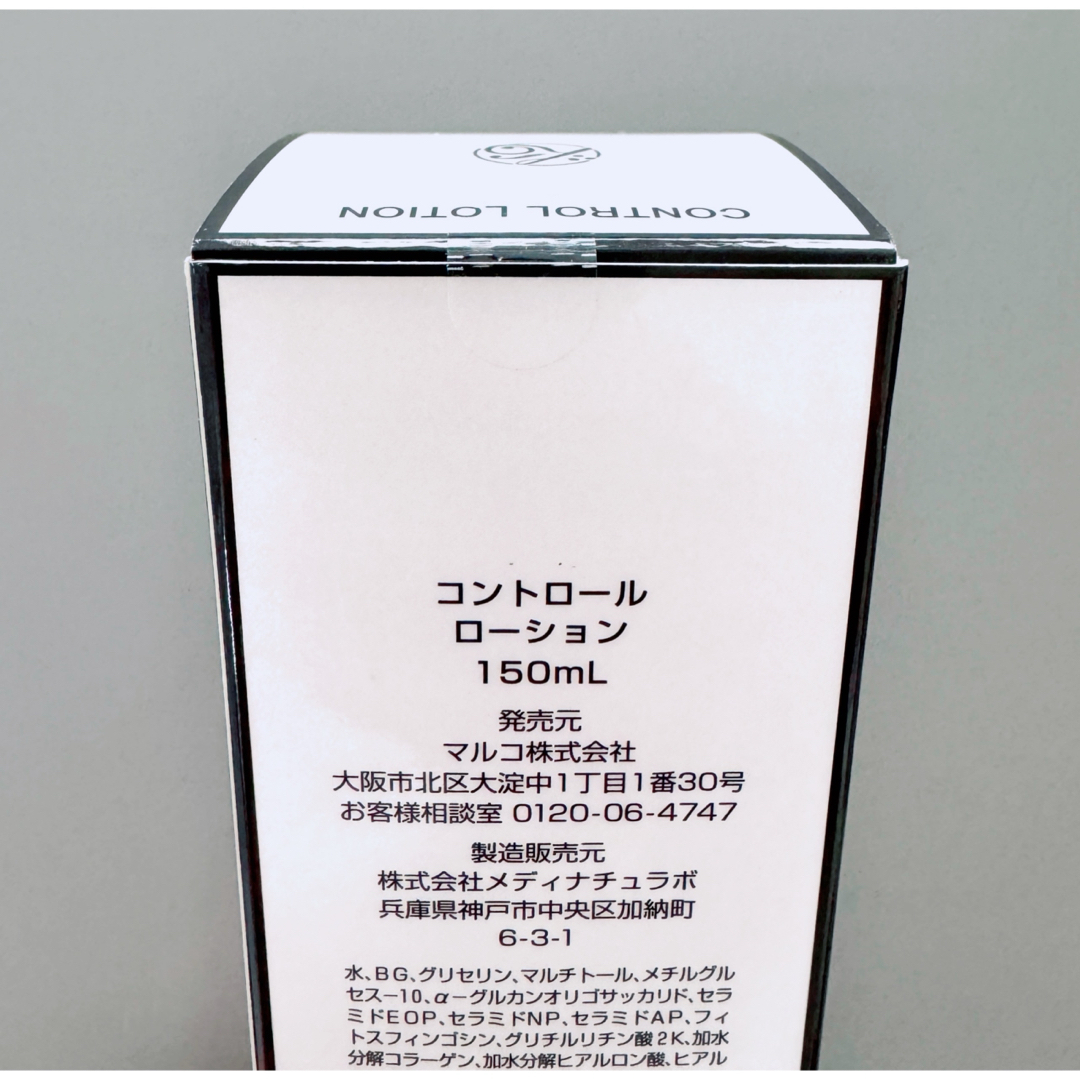 CONTROL LOTION
コントロール
ローション
150mL
発売元
マルコ株式会社
大阪市北区大淀中1丁目1番30号
お客様相談室 0120-06-4747
製造販売元
株式会社メディナチュラボ
兵庫県神戸市中央区加納町
6-3-1
水、BG、グリセリン、マルチトール、メチルグル
セス-10、α-グルカンオリゴサッカリド、セラ
ミドEOP、セラミドNP、セラミドAP、フィ
トスフィンゴシン、グリチルリチン酸2K、加水
分解コラーゲン、加水分解ヒアルロン酸、ヒアル